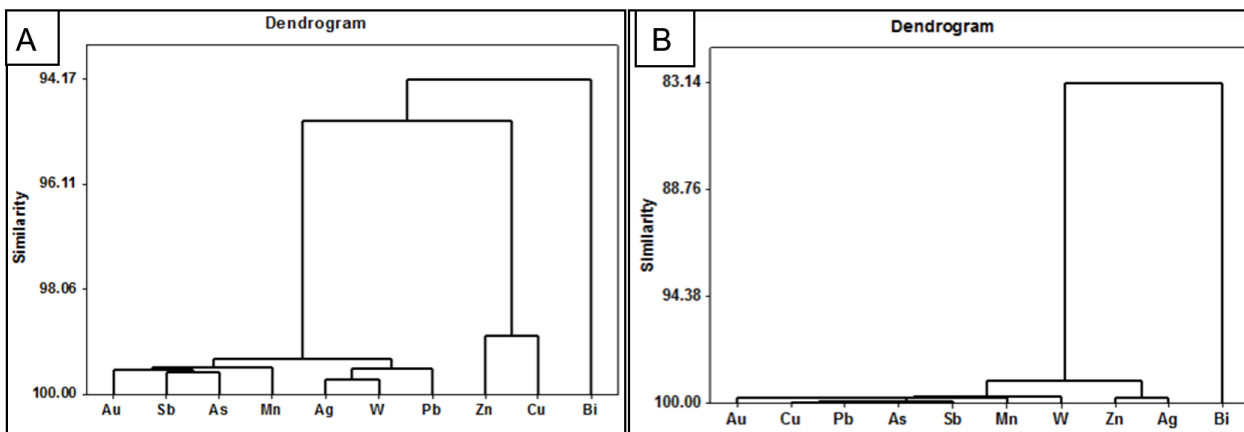 A
Dendrogram
94.17
96.11
98.06
100.00
Similarity
Au Sb As Mn Ag W Pb Zn Cu Bi
B
Dendrogram
83.14
88.76
94.38
100.00
Similarity
Au Cu Pb As Sb Mn W Zn Ag Bi